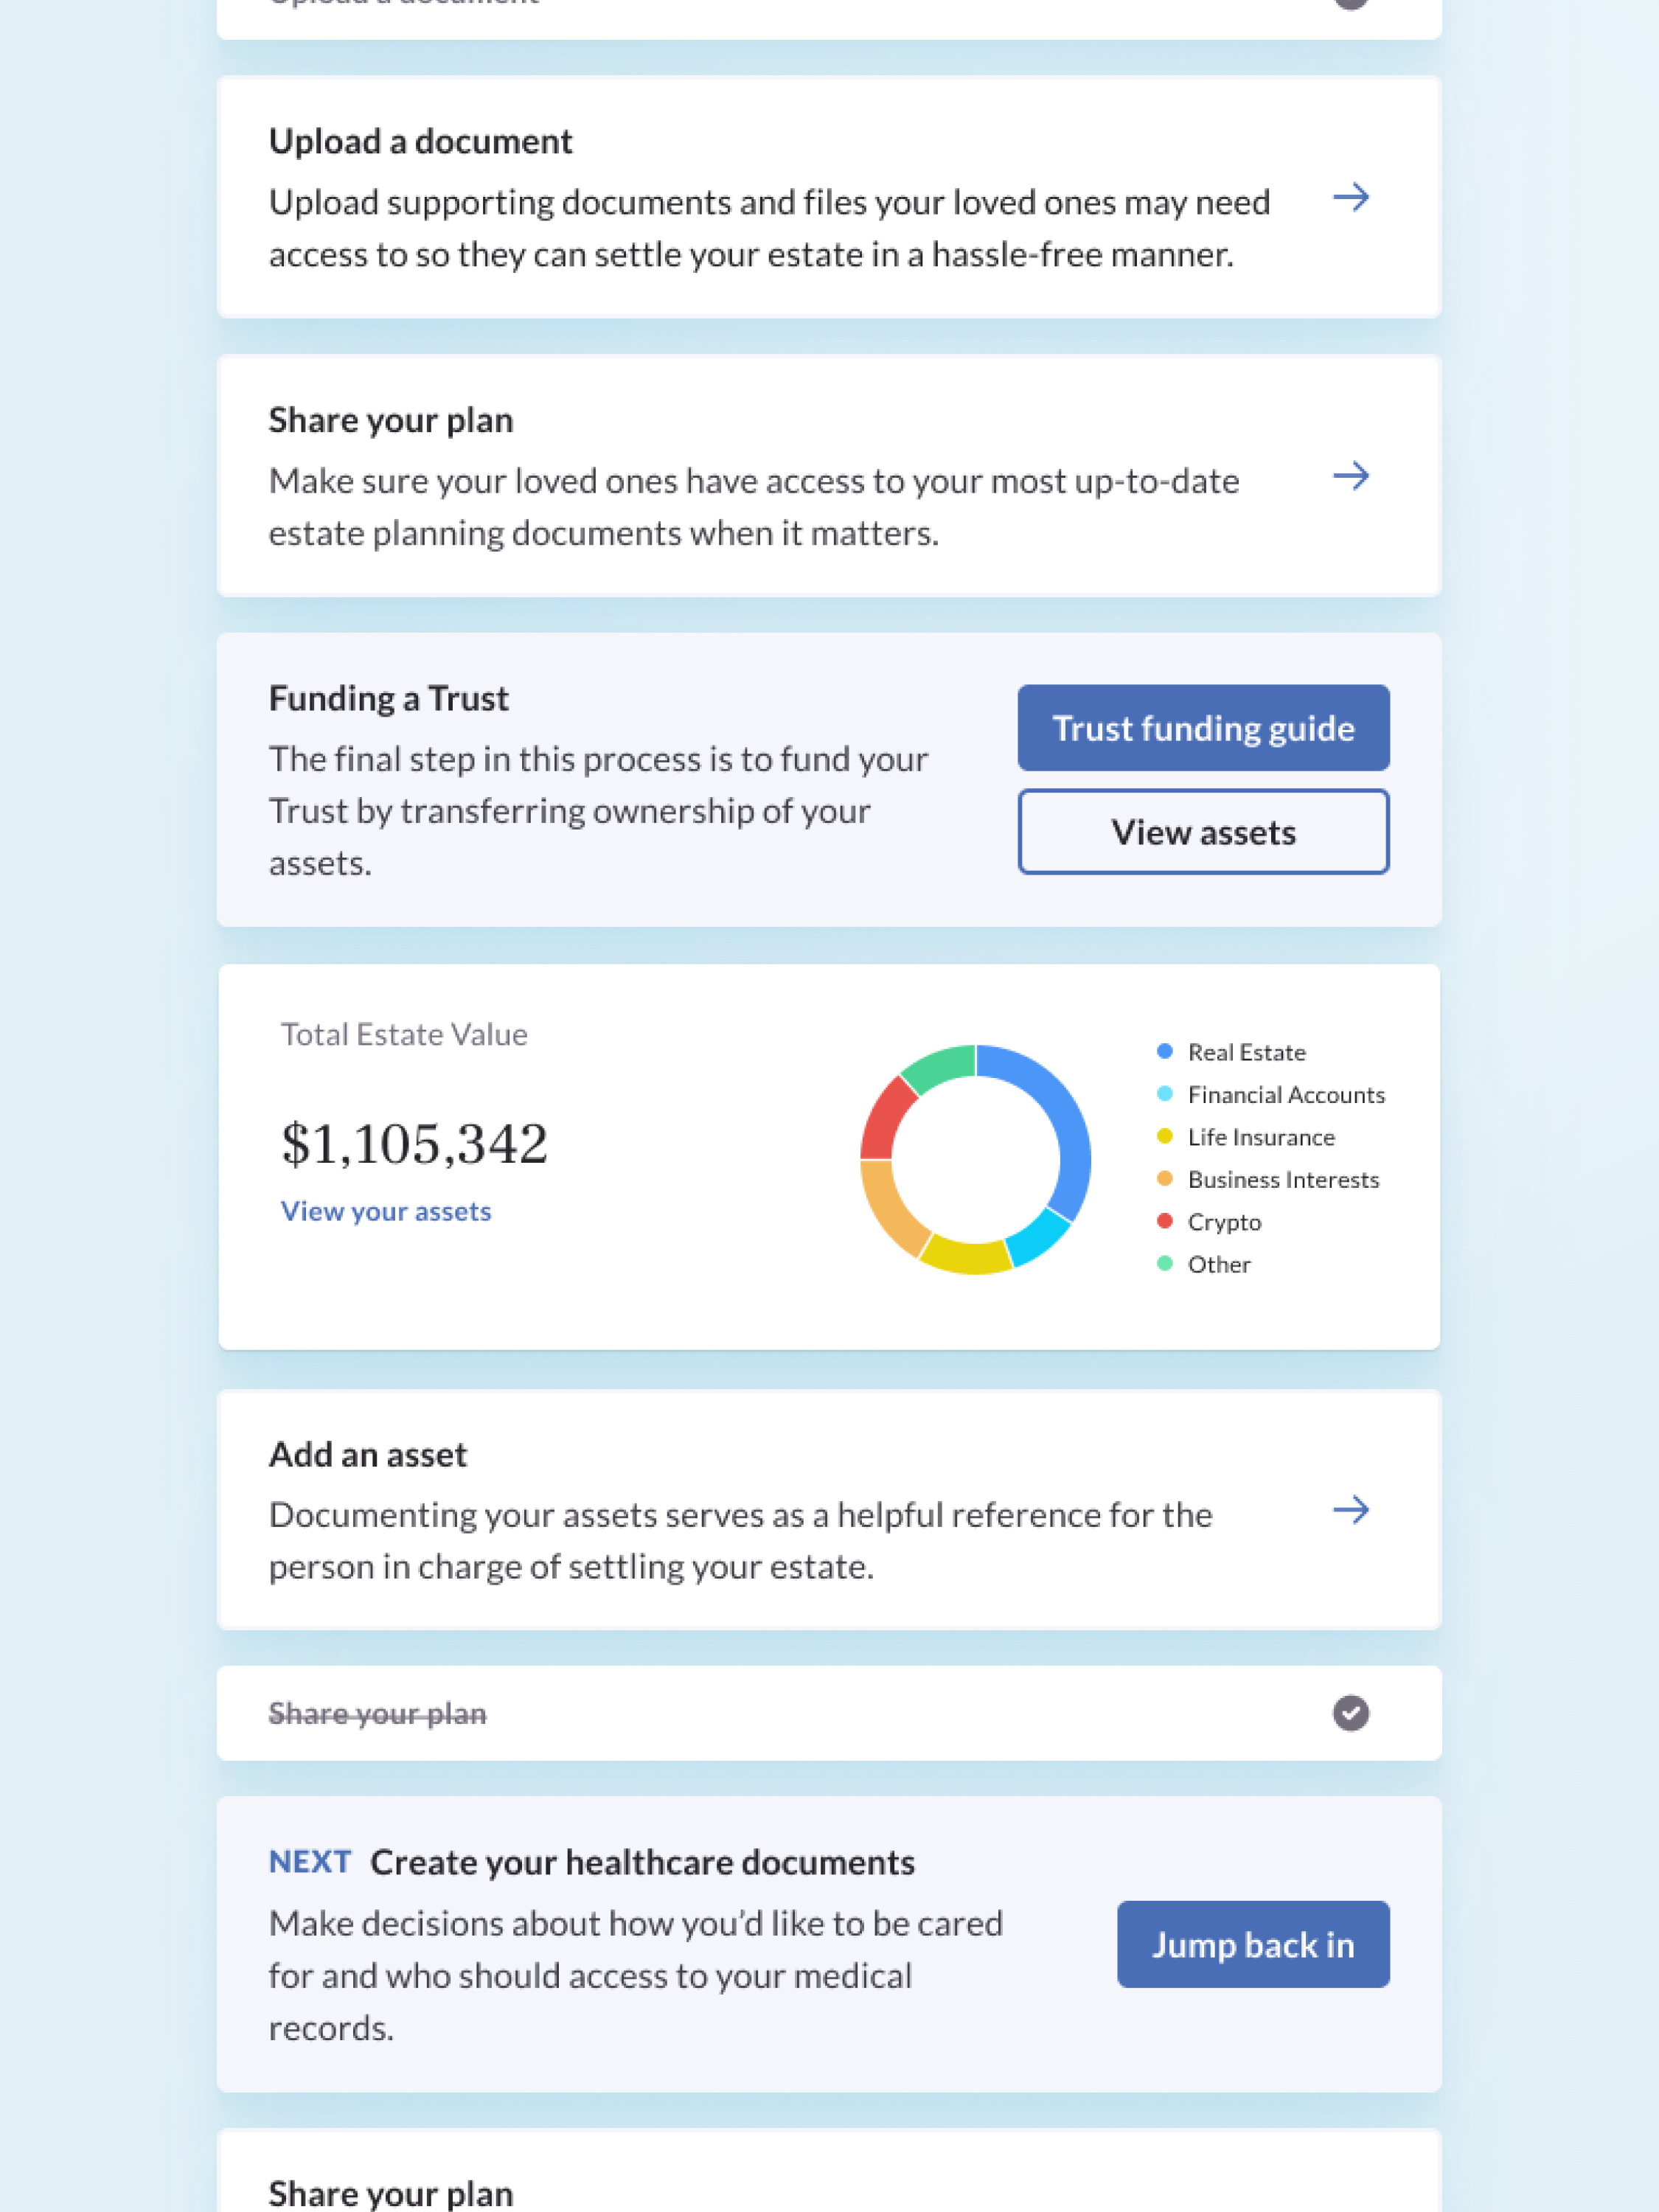 Upload a document
Upload a document
Upload supporting documents and files your loved ones may need
access to so they can settle your estate in a hassle-free manner.
Share your plan
Make sure your loved ones have access to your most up-to-date
estate planning documents when it matters.
Funding a Trust
The final step in this process is to fund your
Trust by transferring ownership of your
assets.
Trust funding guide
View assets
Total Estate Value
$1,105,342
View your assets
Real Estate
Financial Accounts
Life Insurance
Business Interests
Crypto
Other
Add an asset
Documenting your assets serves as a helpful reference for the
person in charge of settling your estate.
Share your plan
NEXT Create your healthcare documents
Make decisions about how you’d like to be cared
for and who should access to your medical
records.
Jump back in
Share your plan